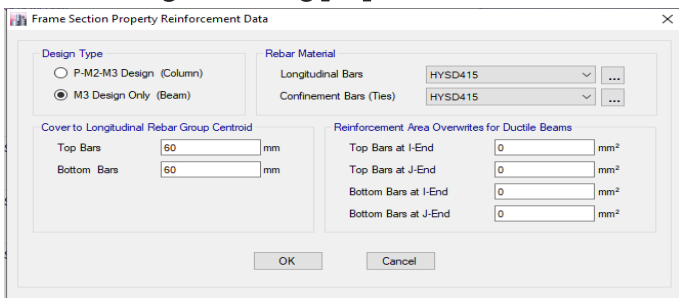 Frame Section Property Reinforcement Data
Design Type
P-M2-M3 Design (Column)
M3 Design Only (Beam)
Rebar Material
Longitudinal Bars HYSD415 ...
Confinement Bars (Ties) HYSD415 ...
Cover to Longitudinal Rebar Group Centroid
Top Bars 60 mm
Bottom Bars 60 mm
Reinforcement Area Overwrites for Ductile Beams
Top Bars at I-End 0 mm²
Top Bars at J-End 0 mm²
Bottom Bars at I-End 0 mm²
Bottom Bars at J-End 0 mm²
OK Cancel